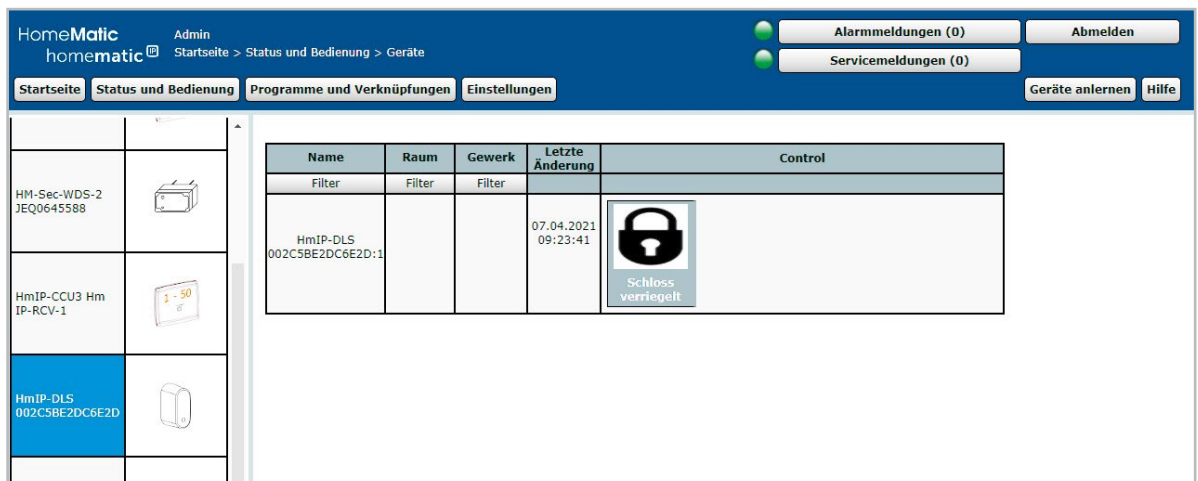 HomeMatic
homematic IP
Admin
Startseite > Status und Bedienung > Geräte
Alarmmeldungen (0)
Abmelden
Servicemeldungen (0)
Startseite
Status und Bedienung
Programme und Verknüpfungen
Einstellungen
Geräte anlernen
Hilfe
HM-Sec-WDS-2
JEQ0645588
HmIP-CCU3 Hm
IP-RCV-1
1 - 50
HmIP-DLS
002C5BE2DC6E2D
Name
Raum
Gewerk
Letzte
Änderung
Control
Filter
Filter
Filter
HmIP-DLS
002C5BE2DC6E2D:1
07.04.2021
09:23:41
Schloss
verriegelt